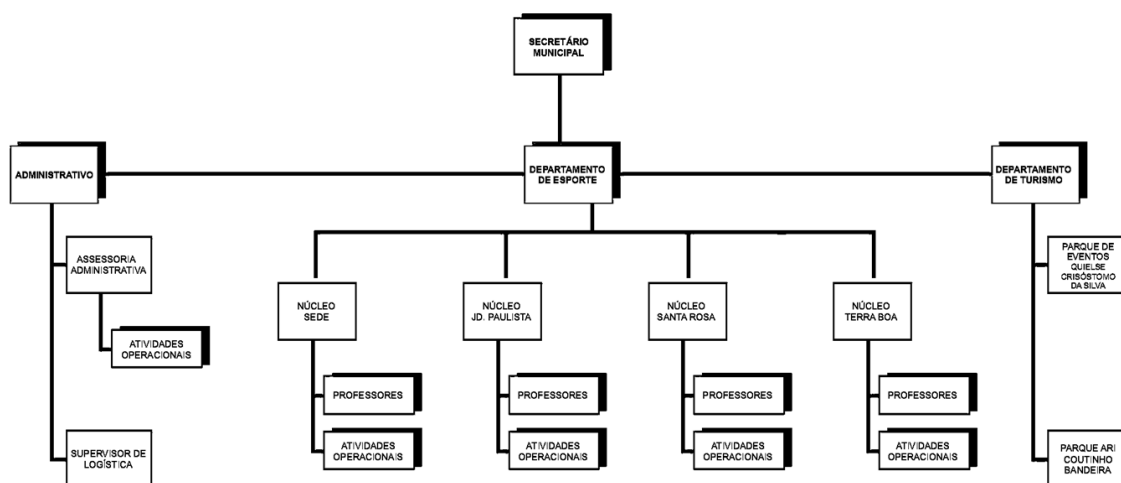 SECRETÁRIO
MUNICIPAL
ADMINISTRATIVO
DEPARTAMENTO
DE ESPORTE
DEPARTAMENTO
DE TURISMO
ASSESSORIA
ADMINISTRATIVA
PARQUE DE
EVENTOS
QUIELSE
CRISÓSTOMO
DA SILVA
NÚCLEO
SEDE
NÚCLEO
JD. PAULISTA
NÚCLEO
SANTA ROSA
NÚCLEO
TERRA BOA
ATIVIDADES
OPERACIONAIS
PROFESSORES
PROFESSORES
PROFESSORES
PROFESSORES
SUPERVISOR DE
LOGÍSTICA
ATIVIDADES
OPERACIONAIS
ATIVIDADES
OPERACIONAIS
ATIVIDADES
OPERACIONAIS
ATIVIDADES
OPERACIONAIS
PARQUE ARI
COUTINHO
BANDEIRA